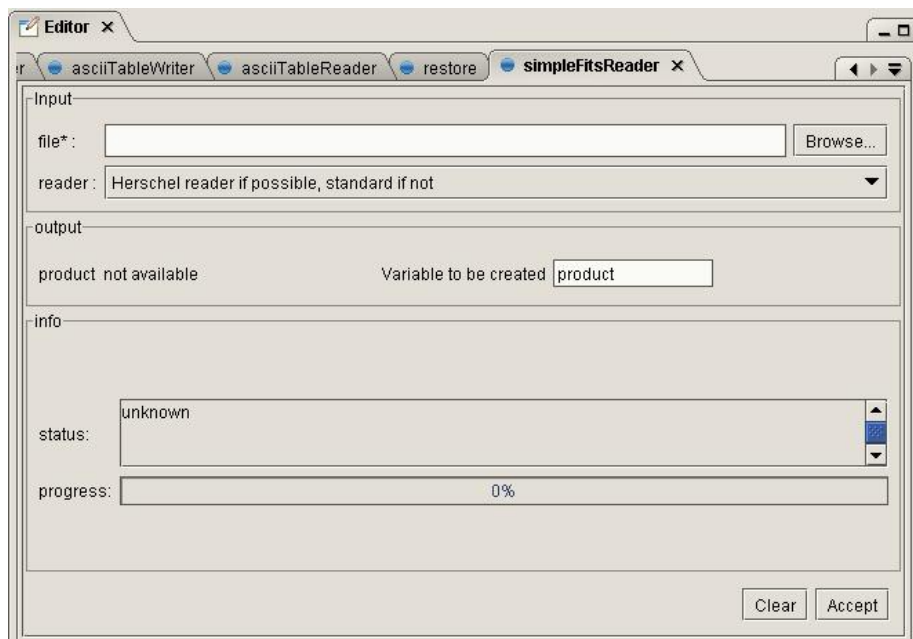 Editor
r asciiTableWriter asciiTableReader restore simpleFitsReader
Input
file* : Browse...
reader : Herschel reader if possible, standard if not
output
product not available Variable to be created product
info
status: unknown
progress: 0%
Clear Accept